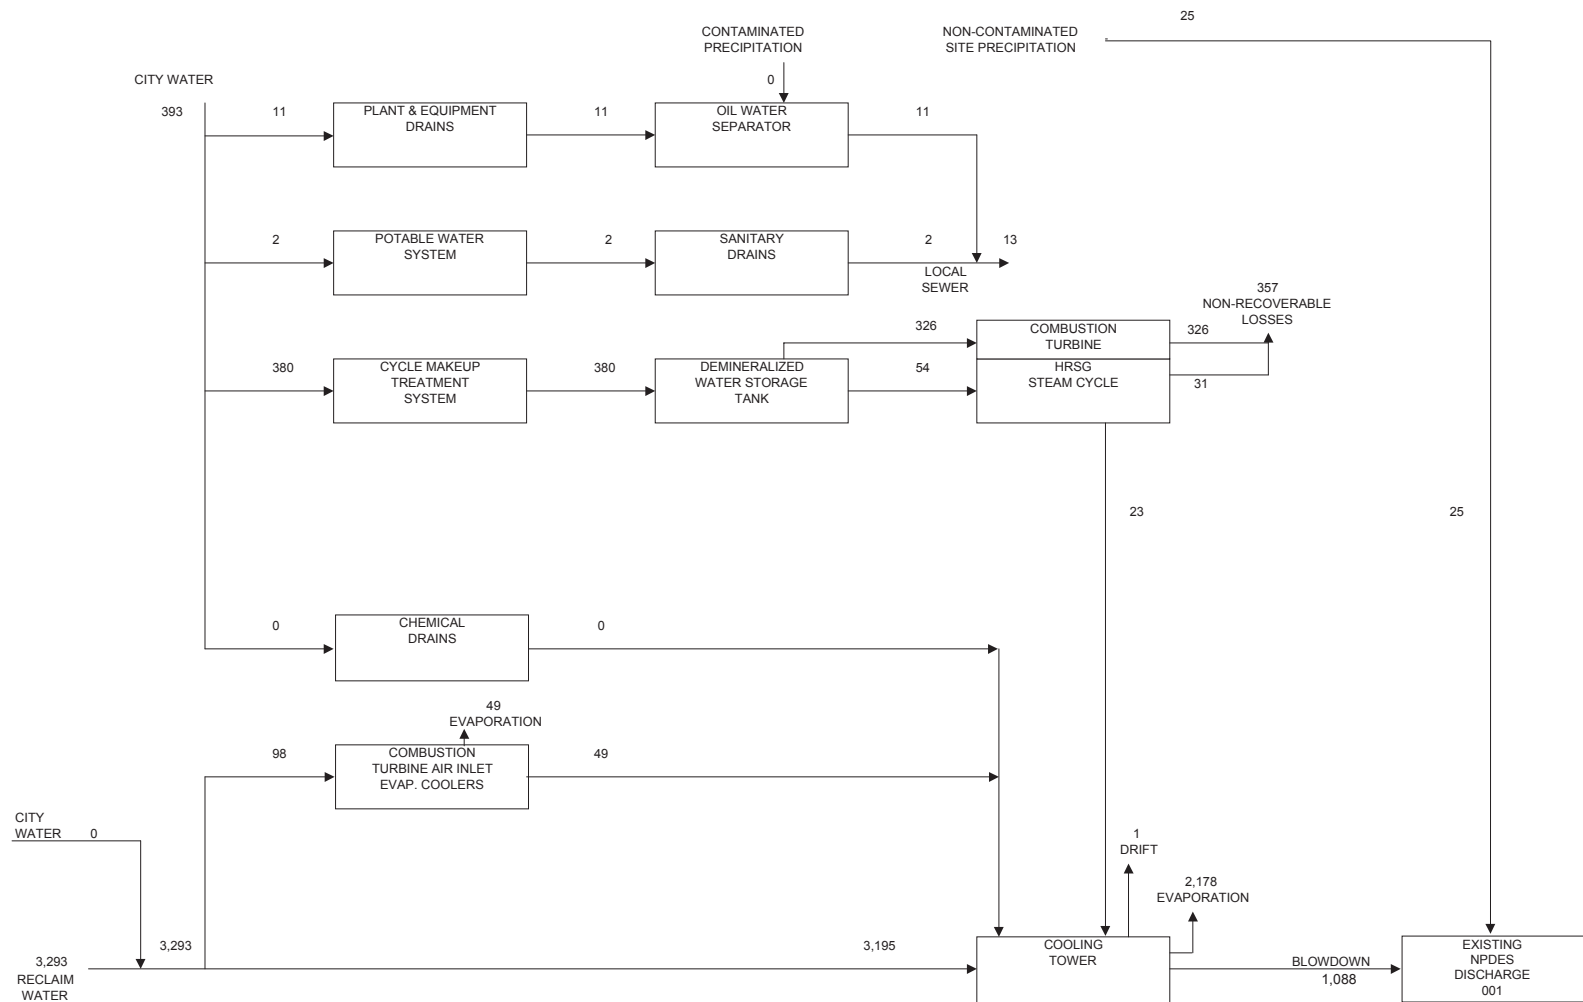 25
CONTAMINATED
PRECIPITATION
NON-CONTAMINATED
SITE PRECIPITATION
0
CITY WATER
393
11
PLANT & EQUIPMENT
DRAINS
11
OIL WATER
SEPARATOR
11
2
POTABLE WATER
SYSTEM
2
SANITARY
DRAINS
2
13
LOCAL
SEWER
357
NON-RECOVERABLE
LOSSES
326
COMBUSTION
TURBINE
326
380
CYCLE MAKEUP
TREATMENT
SYSTEM
380
DEMINERALIZED
WATER STORAGE
TANK
54
HRSG
STEAM CYCLE
31
23
25
0
CHEMICAL
DRAINS
0
49
EVAPORATION
98
COMBUSTION
TURBINE AIR INLET
EVAP. COOLERS
49
CITY
WATER 0
1
DRIFT
2,178
EVAPORATION
3,293
3,293
RECLAIM
WATER
3,195
COOLING
TOWER
BLOWDOWN
1,088
EXISTING
NPDES
DISCHARGE
001